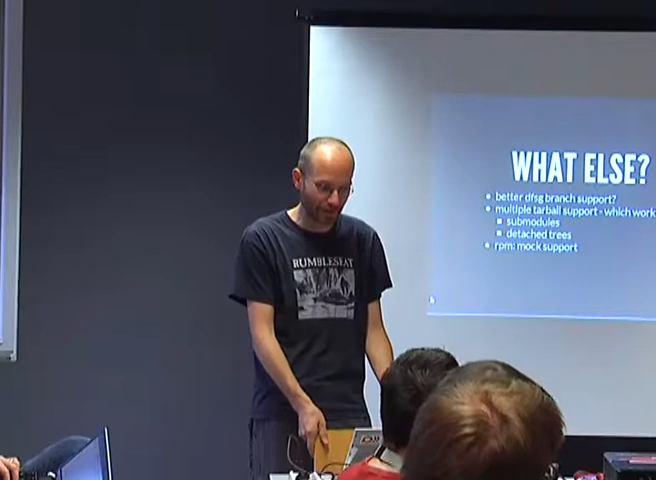 WHAT ELSE?
better dfsg branch support?
multiple tarball support - which work
submodules
detached trees
rpm: mock support
RUMBLESEAT